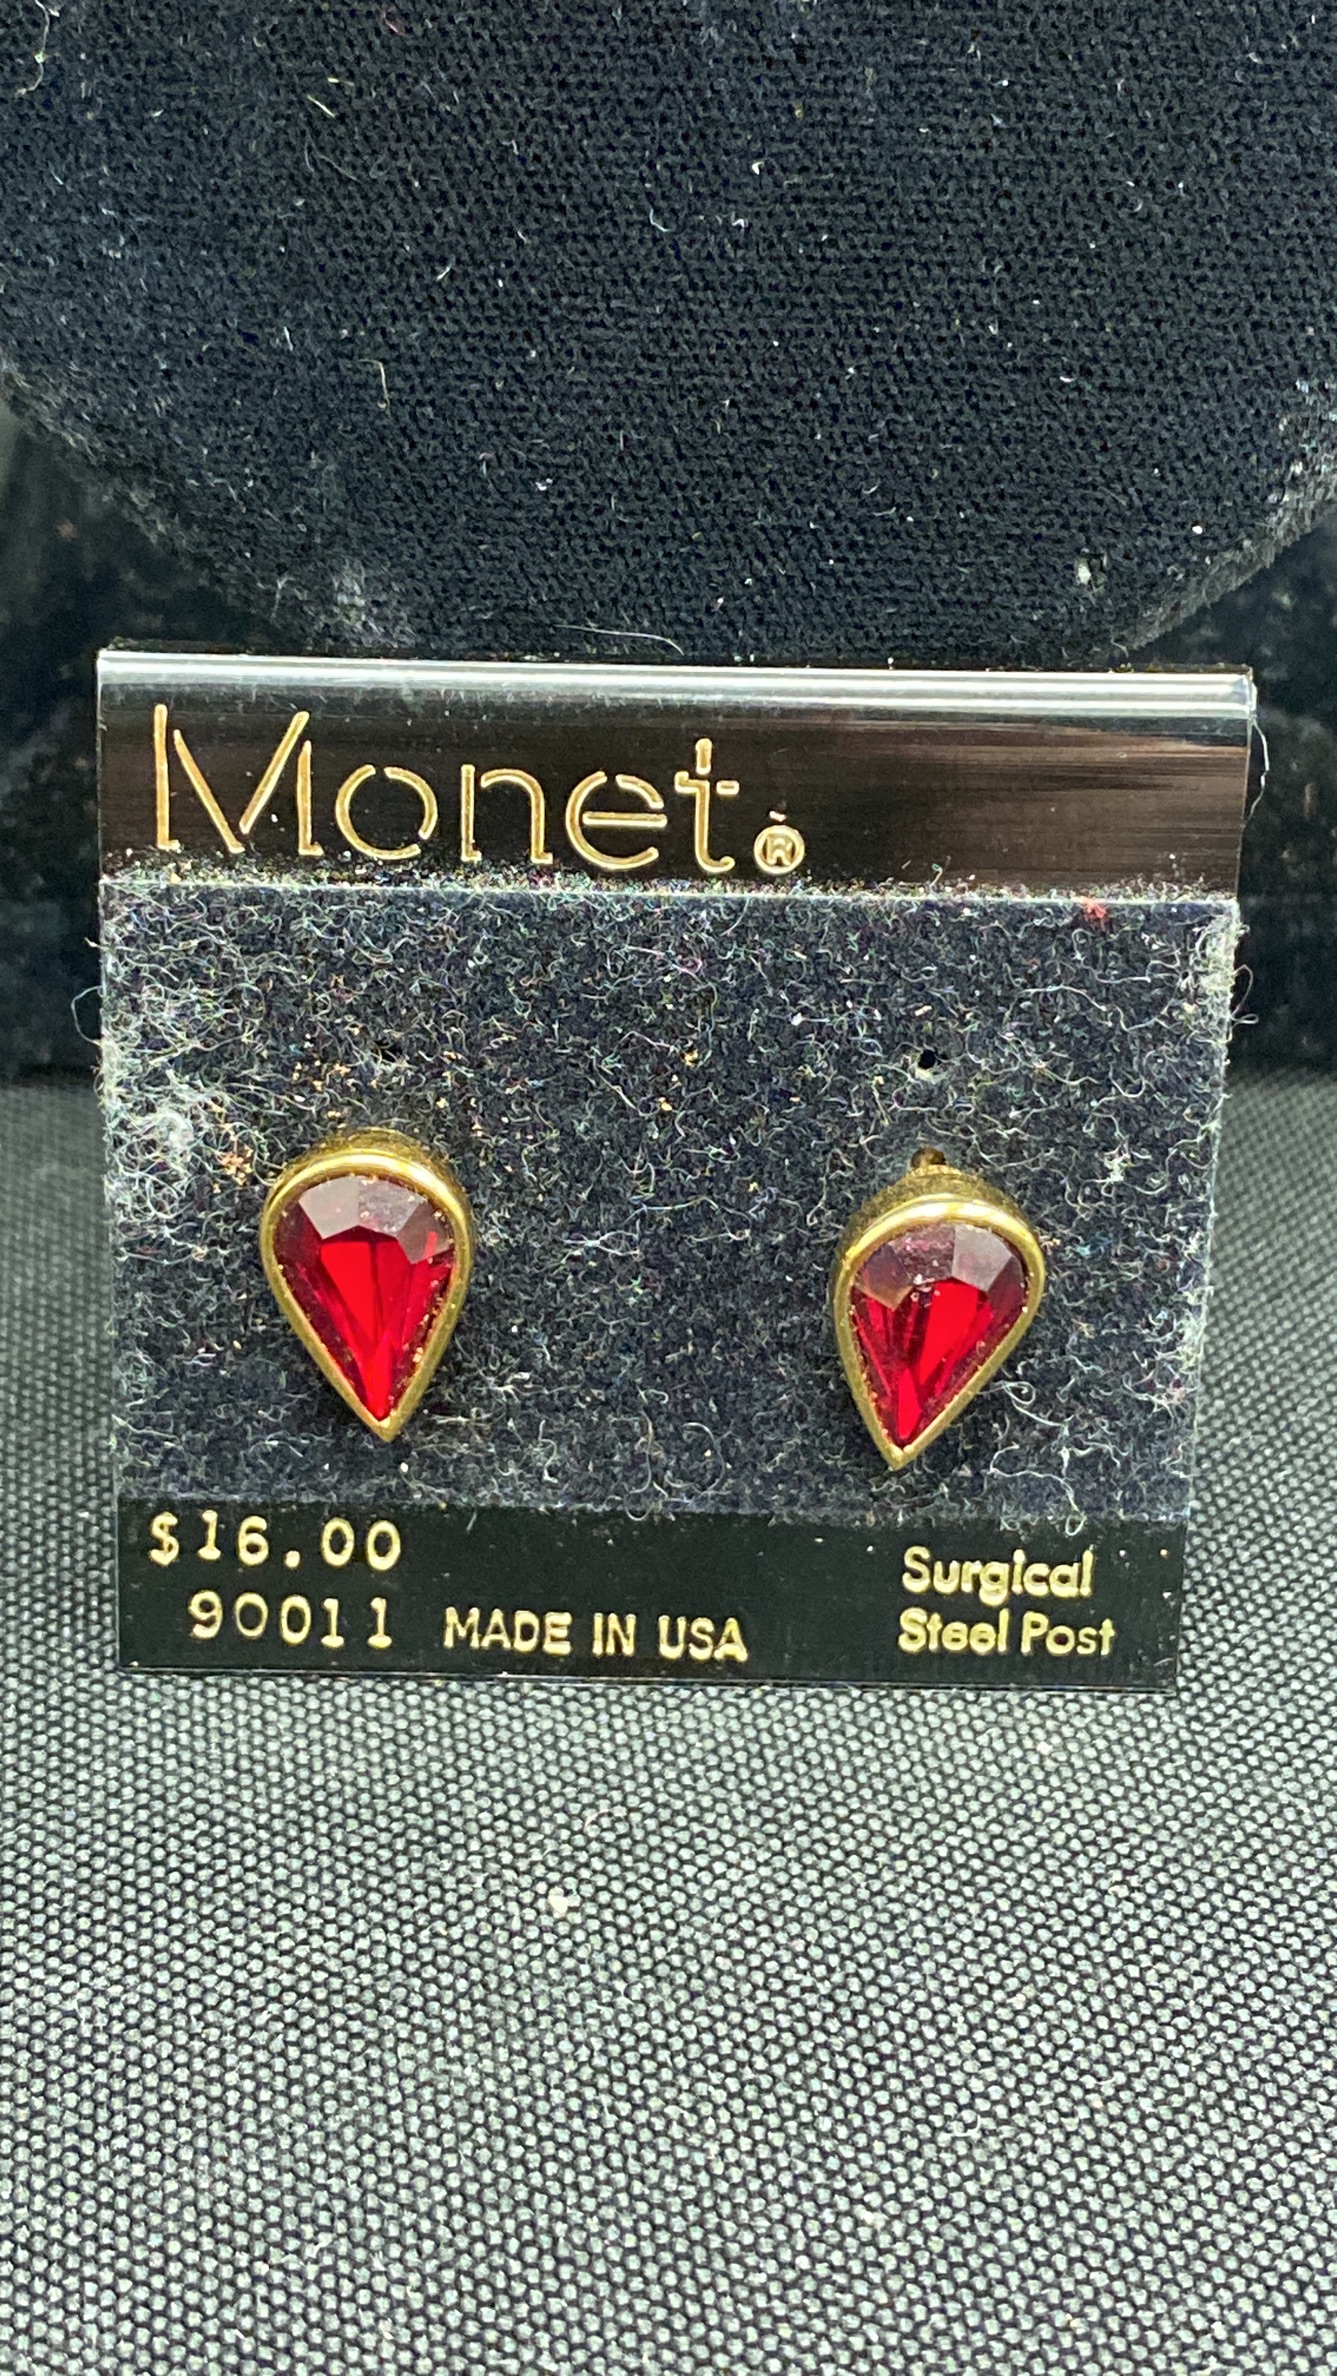 Monet®
$16.00
90011 MADE IN USA
Surgical
Steel Post